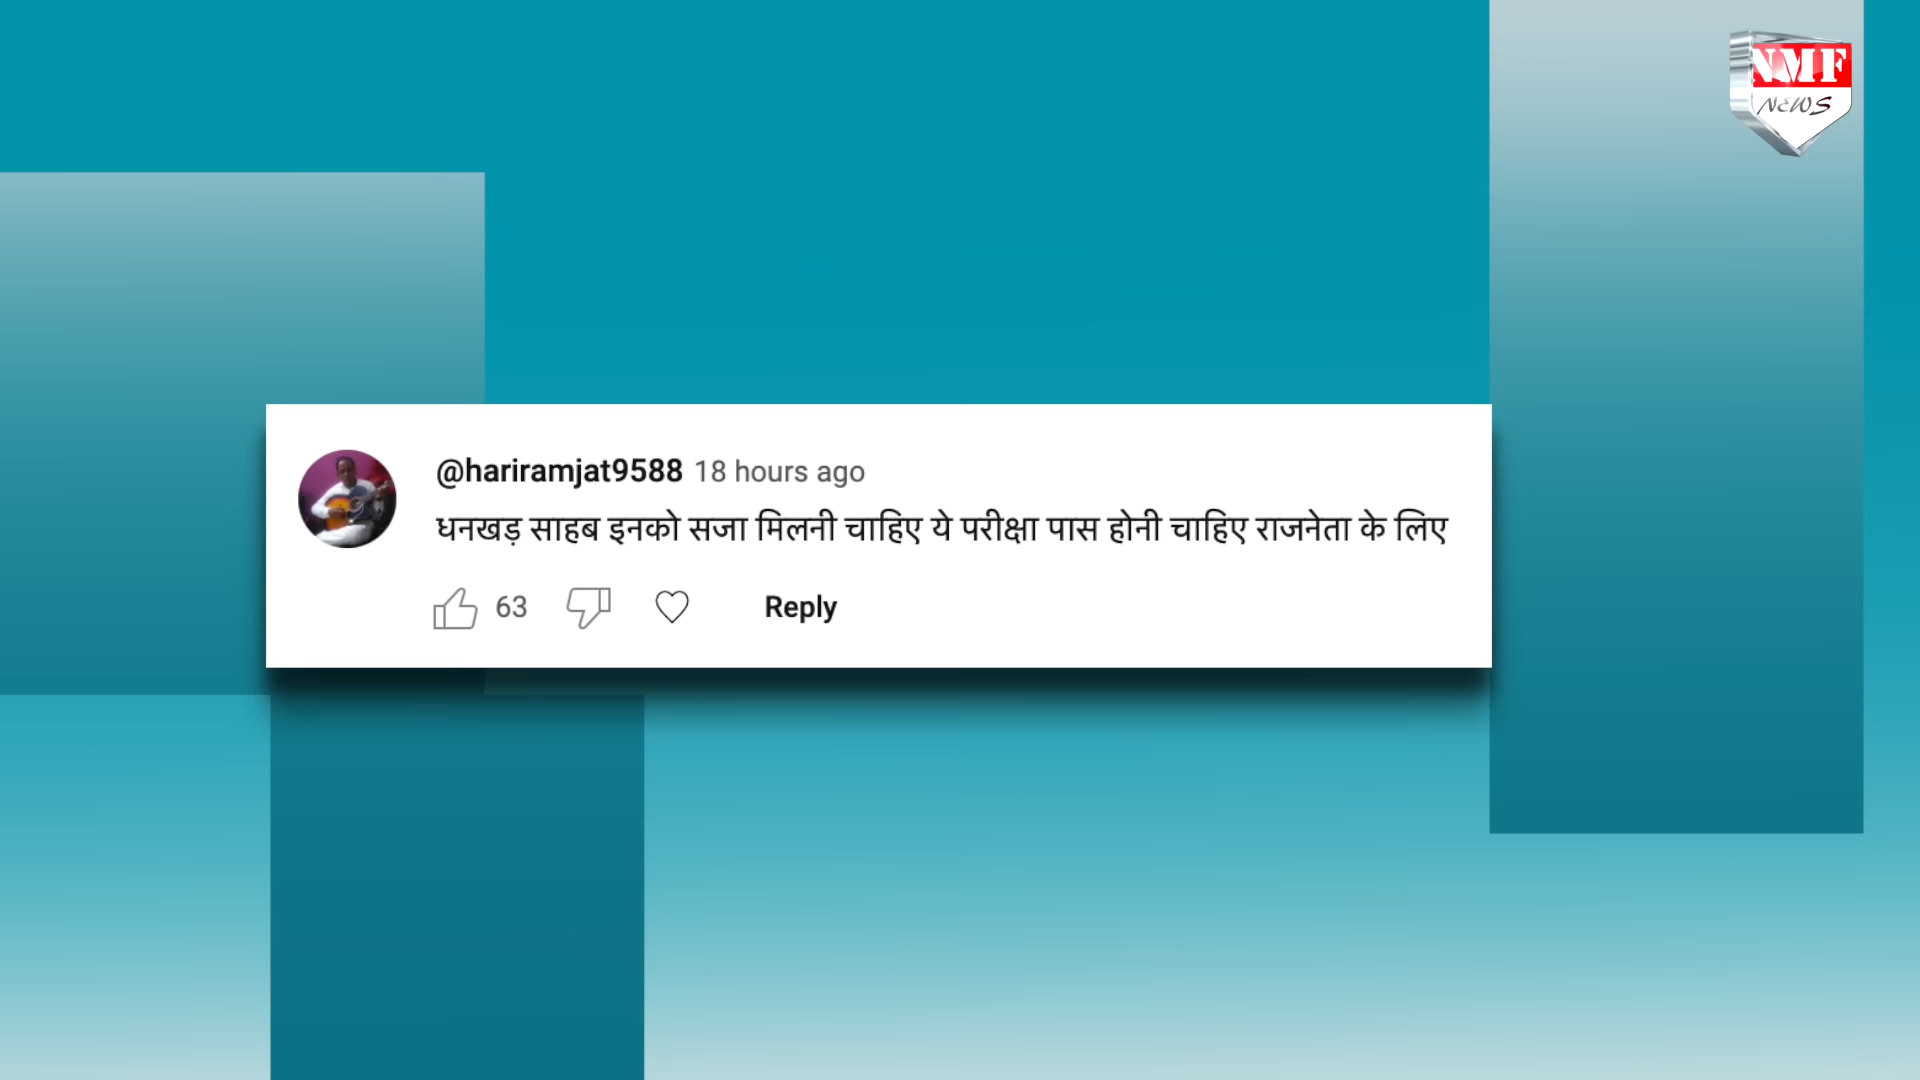 NMF
NEWS
@hariramjat9588 18 hours ago
धनखड़ साहब इनको सजा मिलनी चाहिए ये परीक्षा पास होनी चाहिए राजनेता के लिए
63 Reply